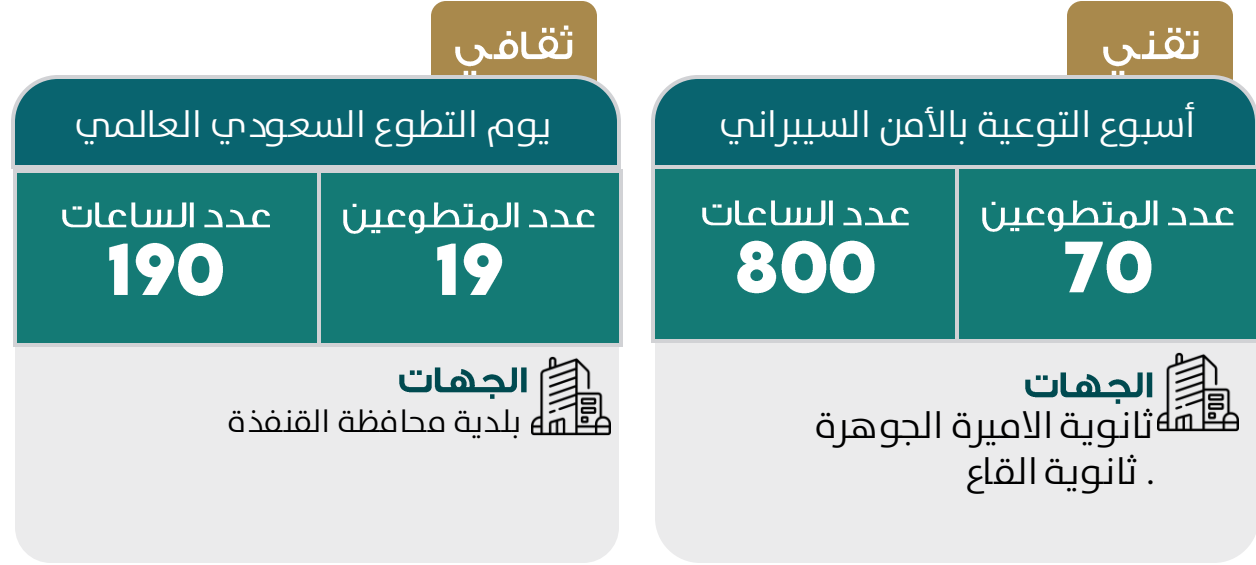 تقني
أسبوع التوعية بالأمن السيبراني
عدد المتطوعين
70
عدد الساعات
800
الجهات
ثانوية الاميرة الجوهرة
. ثانوية القاع
ثقافي
يوم التطوع السعودي العالمي
عدد المتطوعين
19
عدد الساعات
190
الجهات
بلدية محافظة القنفذة